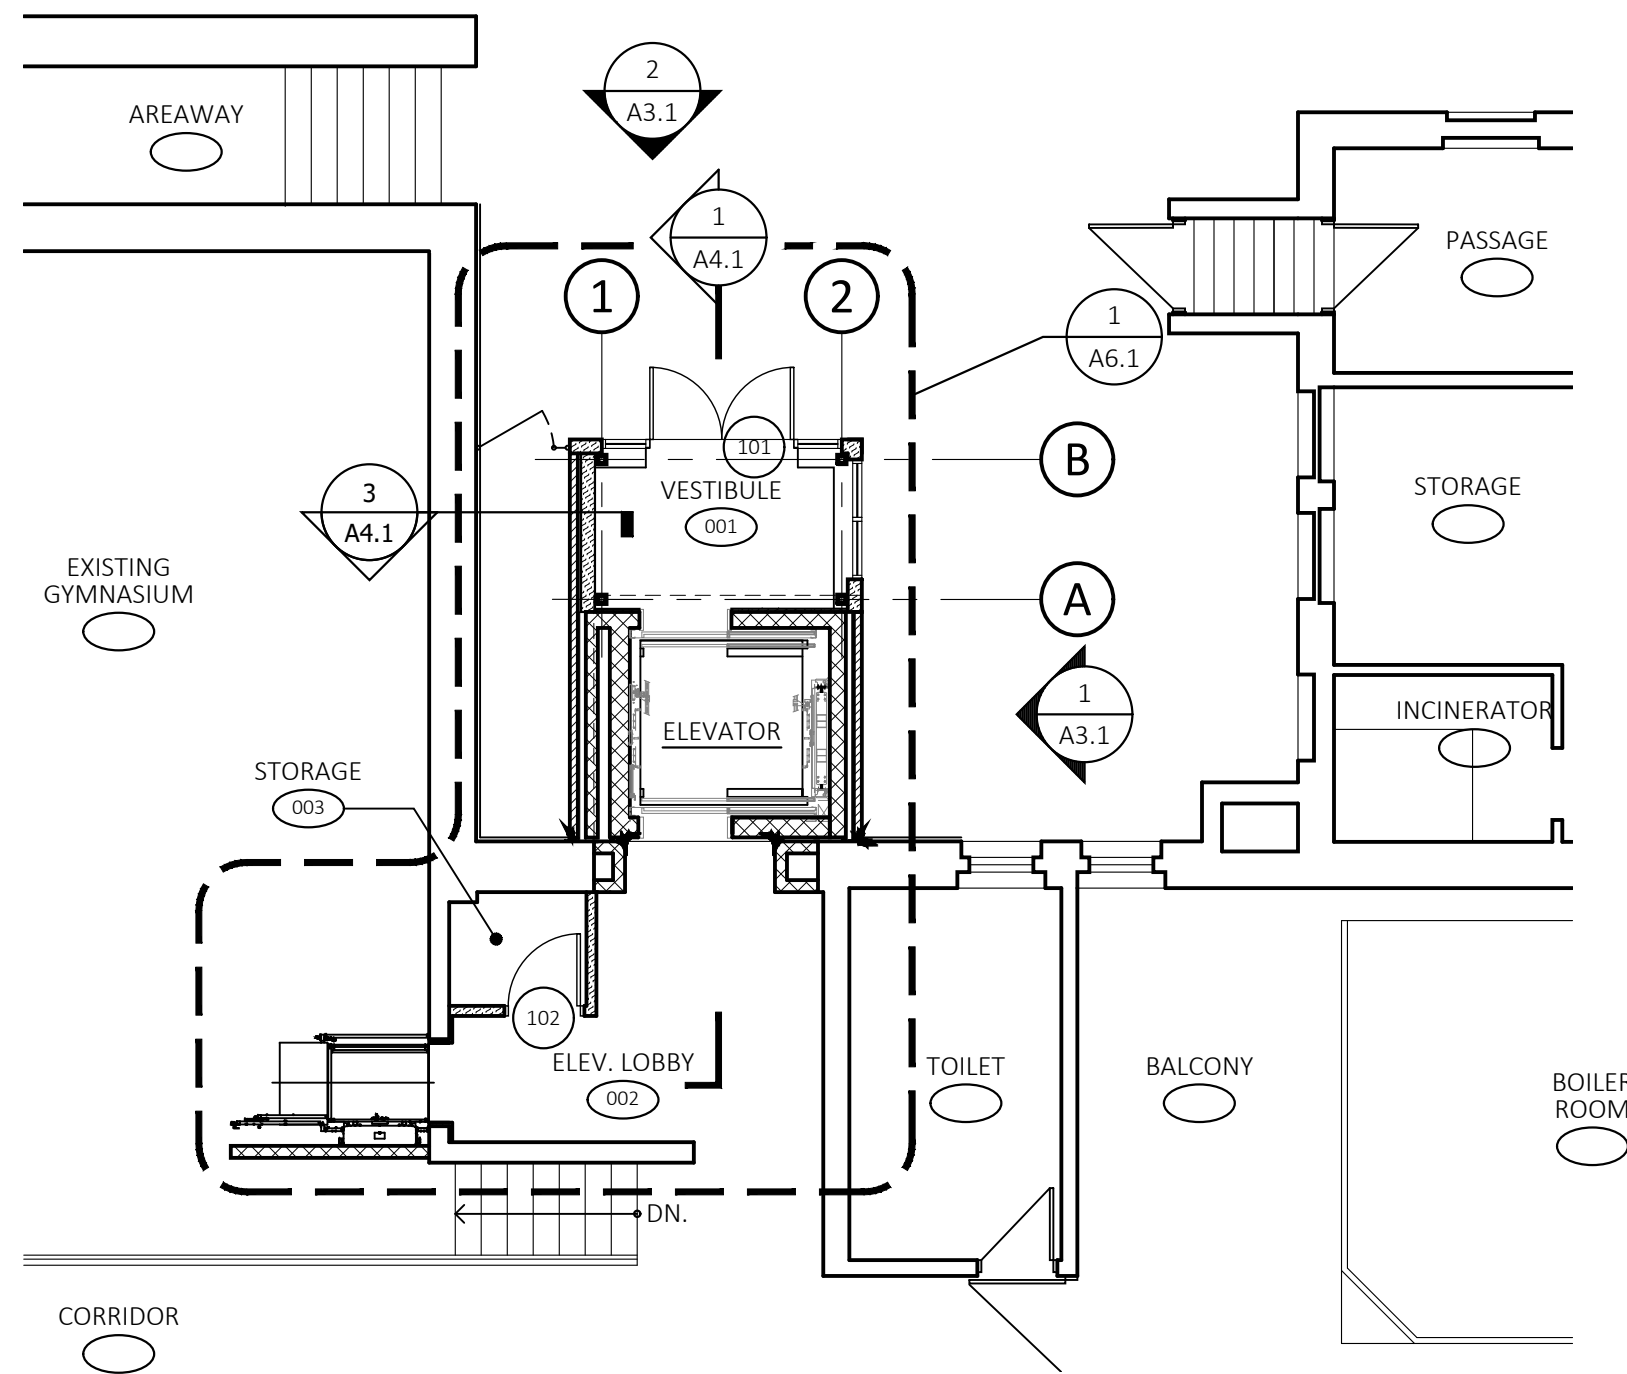 2
A3.1
AREAWAY
1
A4.1
PASSAGE
1
2
1
A6.1
101
B
VESTIBULE
001
STORAGE
3
A4.1
EXISTING
GYMNASIUM
A
1
A3.1
INCINERATOR
ELEVATOR
STORAGE
003
102
ELEV. LOBBY
002
TOILET
BALCONY
BOILER
ROOM
DN.
CORRIDOR